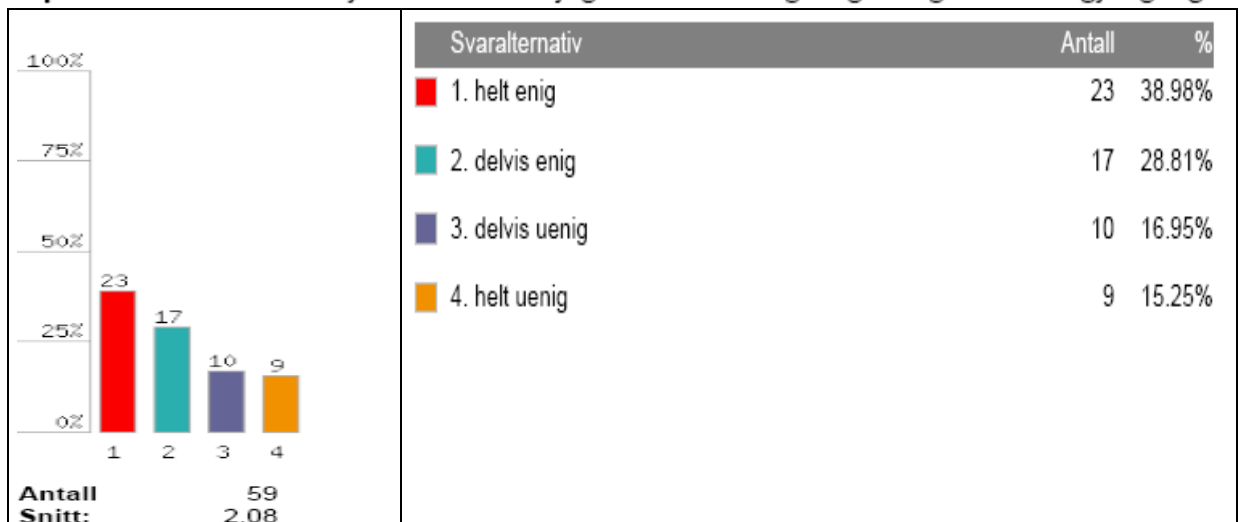 Svaralternativ Antall %
1. helt enig 23 38.98%
2. delvis enig 17 28.81%
3. delvis uenig 10 16.95%
4. helt uenig 9 15.25%
100%
75%
50%
25%
0%
23
17
10
9
1 2 3 4
Antall 59
Snitt: 2.08